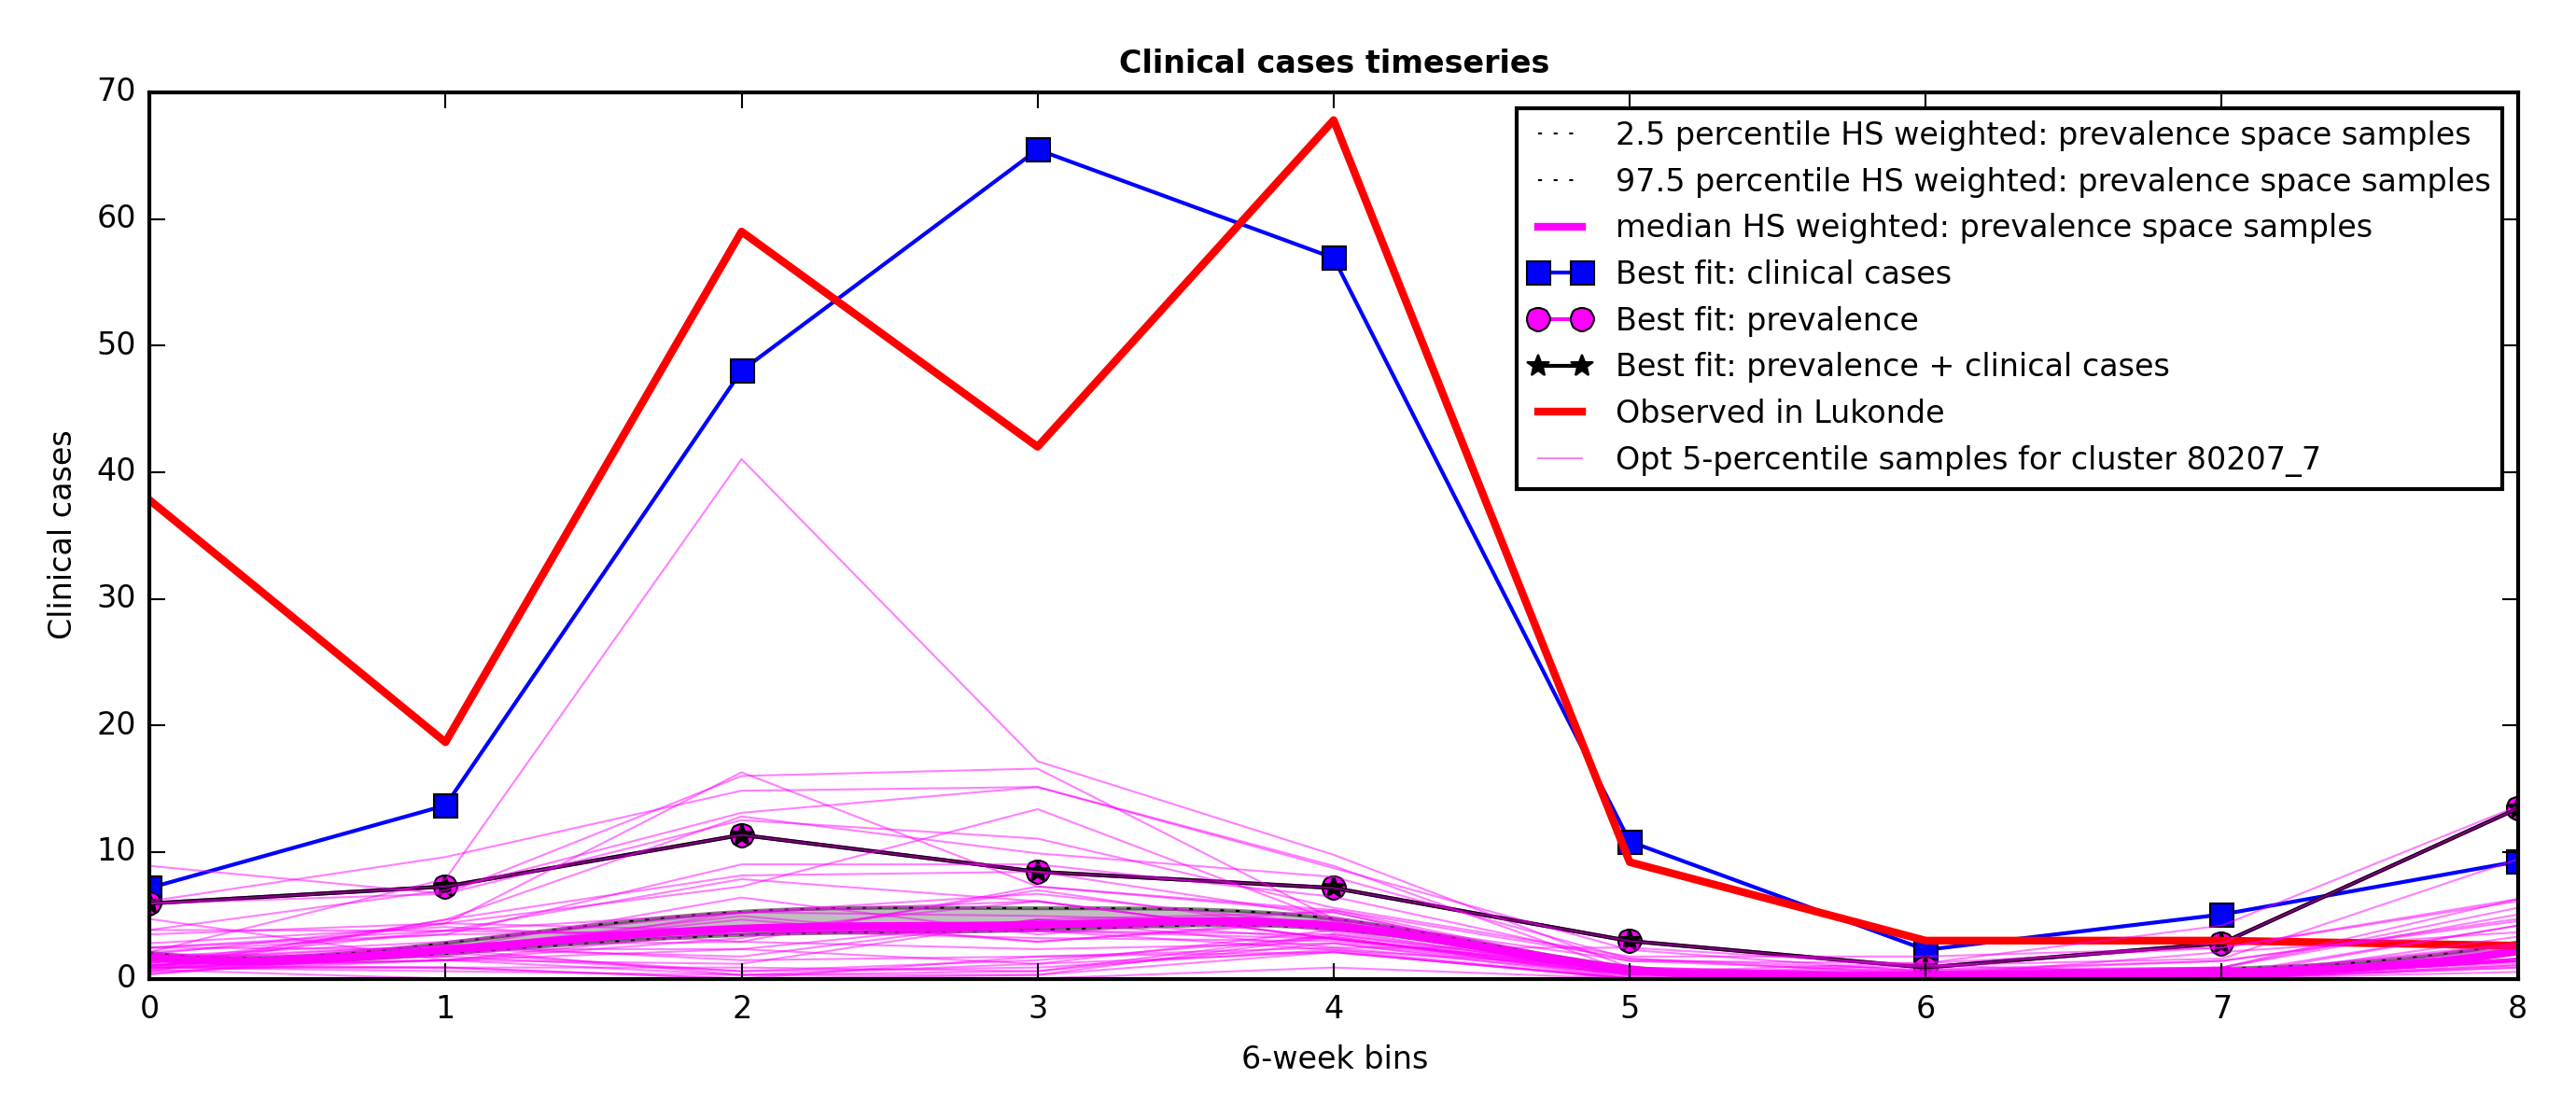 Clinical cases timeseries
70
60
50
40
30
20
10
0
Clinical cases
2.5 percentile HS weighted: prevalence space samples
97.5 percentile HS weighted: prevalence space samples
median HS weighted: prevalence space samples
Best fit: clinical cases
Best fit: prevalence
Best fit: prevalence + clinical cases
Observed in Lukonde
Opt 5-percentile samples for cluster 80207_7
0 1 2 3 4 5 6 7 8
6-week bins